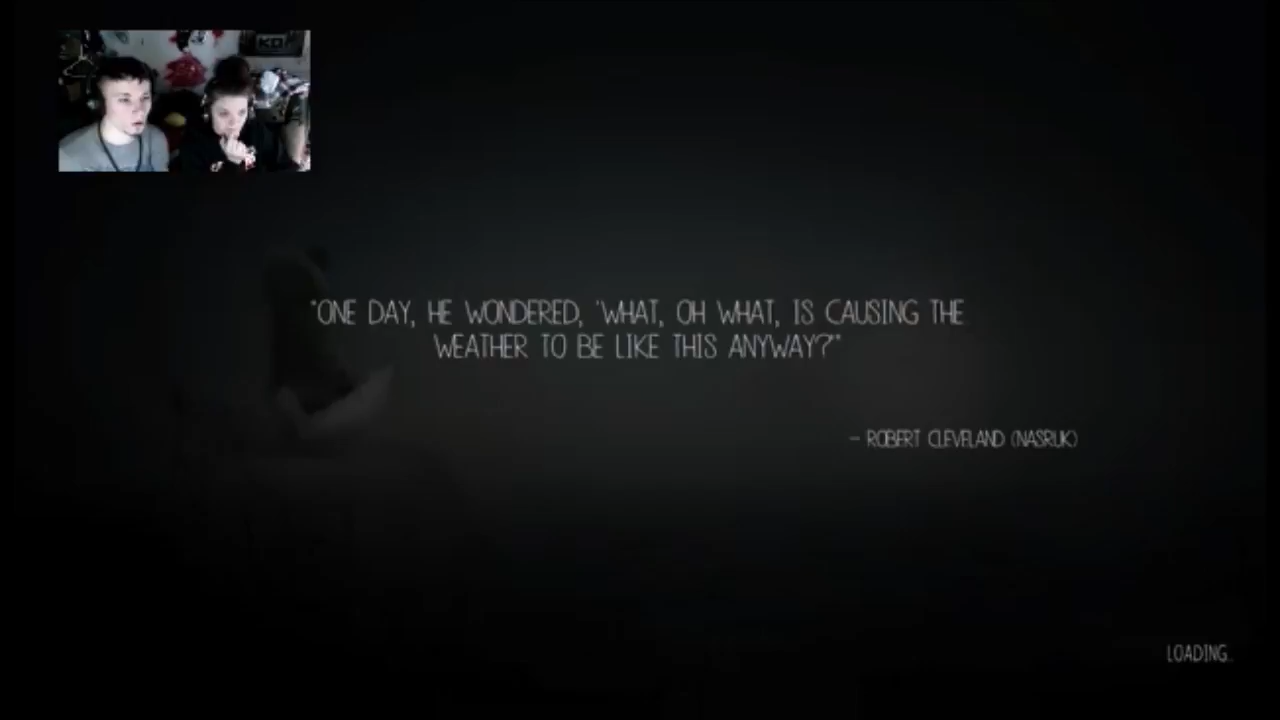 KO
"ONE DAY, HE WONDERED, 'WHAT, OH WHAT, IS CAUSING THE
WEATHER TO BE LIKE THIS ANYWAY?'"
– ROBERT CLEVELAND (NASRUK)
LOADING..